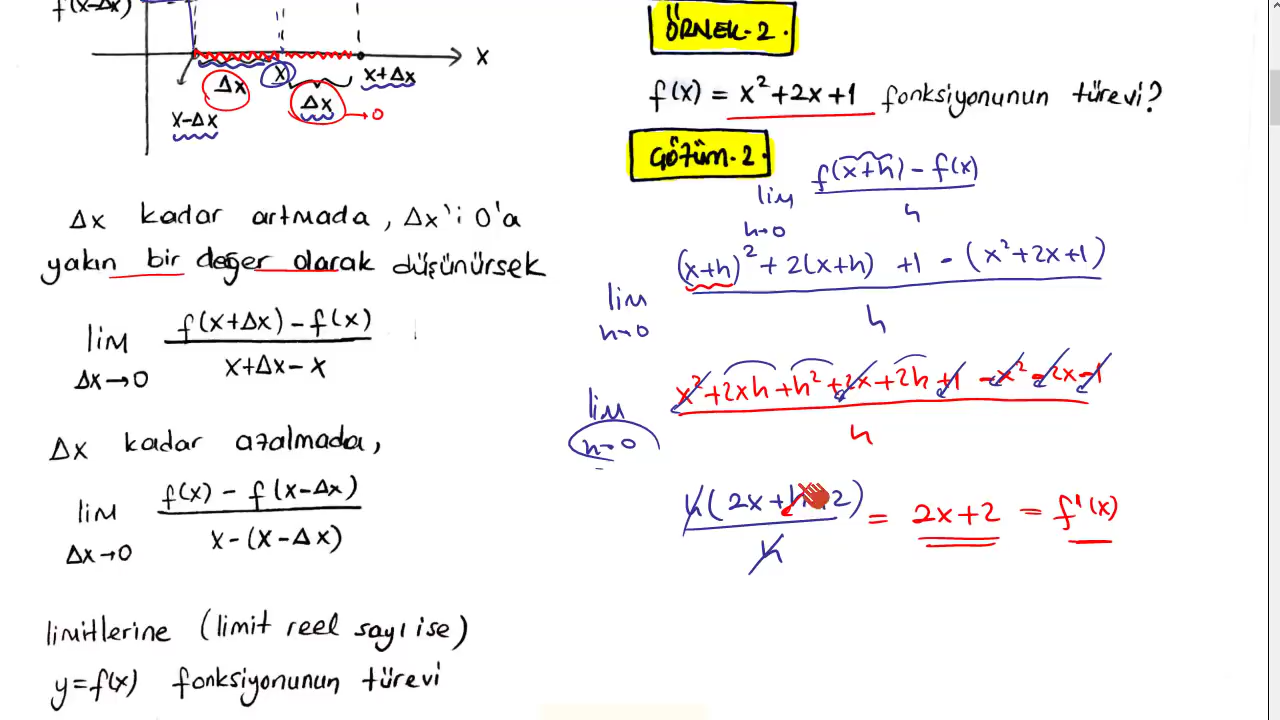 f(x-Δx)
x
x
x+Δx
Δx
Δx
→0
x-Δx
Δx kadar artmada, Δx'i 0'a
yakın bir değer olarak düşünürsek
lim Δx→0 f(x+Δx) - f(x) / x+Δx-x
Δx kadar azalmada,
lim Δx→0 f(x) - f(x-Δx) / x-(x-Δx)
limitlerine (limit reel sayı ise)
y=f(x) fonksiyonunun türevi
ÖRNEK-2
f(x) = x²+2x+1 fonksiyonunun türevi?
ÇÖZÜM-2.
lim h→0 f(x+h) - f(x) / h
lim h→0 (x+h)² + 2(x+h) +1 - (x²+2x+1) / h
lim h→0 x²+2xh+h²+2x+2h+1-x²-2x-1 / h
h(2x+h+2) / h = 2x+2 = f'(x)